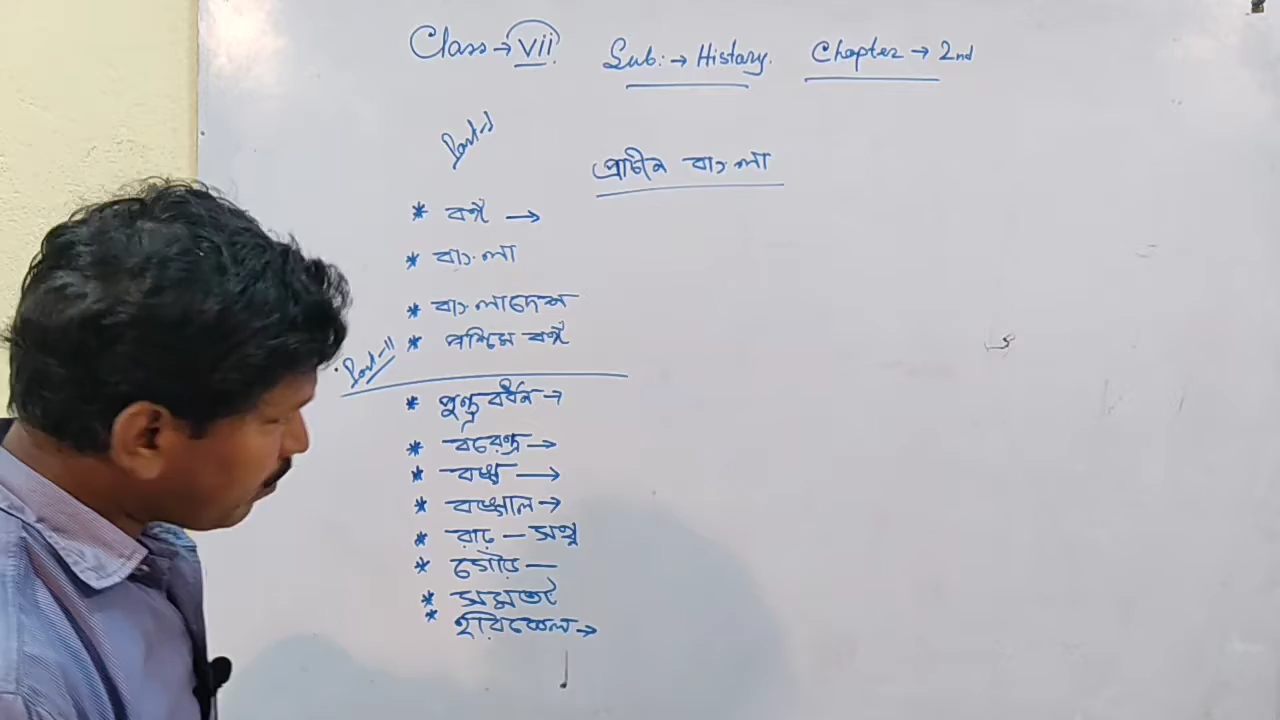 Class → vii Sub: → History. Chapter → 2nd
Part-I
প্রাচীন বাংলা
* বঙ্গ →
* বাংলা
* বাংলাদেশ
* পশ্চিম বঙ্গ
Part-II
* পুণ্ড্রবর্ধন →
* বরেন্দ্র →
* বঙ্গ →
* বঙ্গাল →
* রাঢ় — সুহ্ম
* গৌড় —
* সমতট
* হরিকেল →